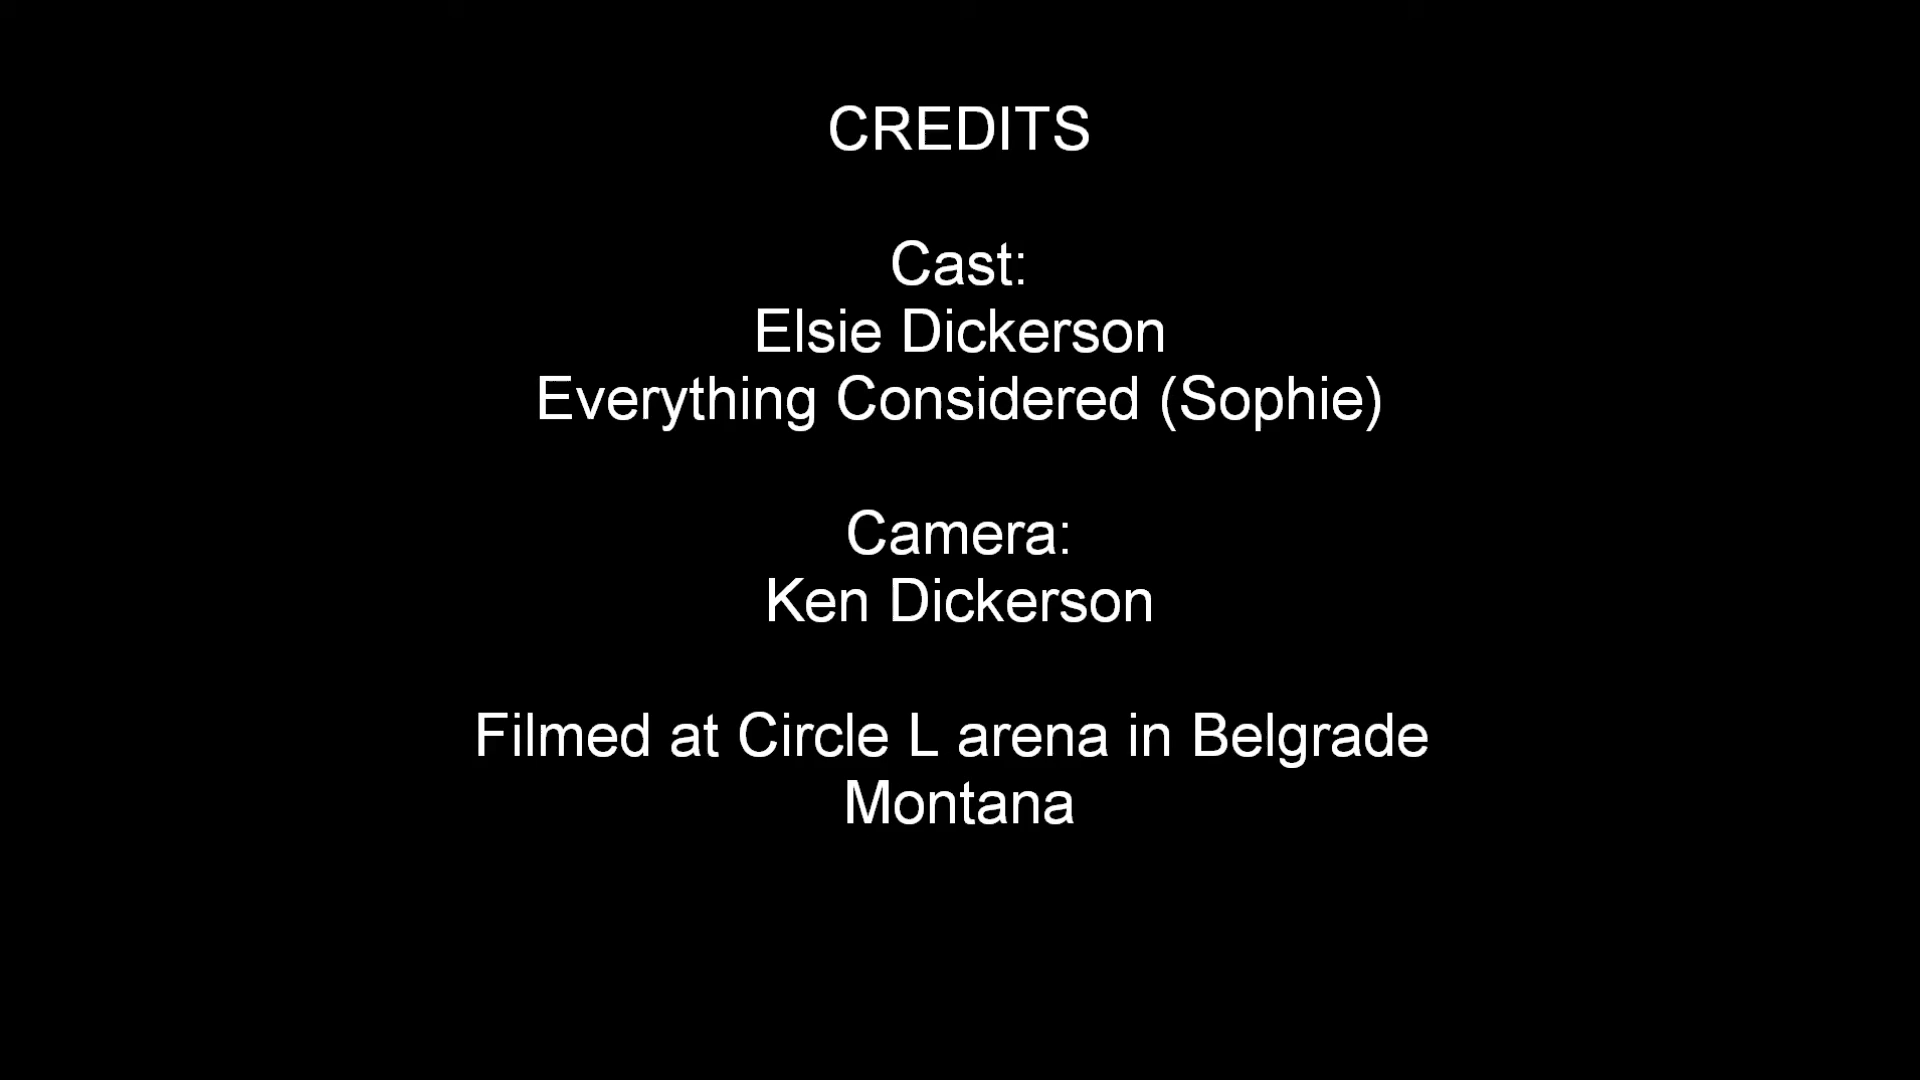 CREDITS
Cast:
Elsie Dickerson
Everything Considered (Sophie)
Camera:
Ken Dickerson
Filmed at Circle L arena in Belgrade
Montana